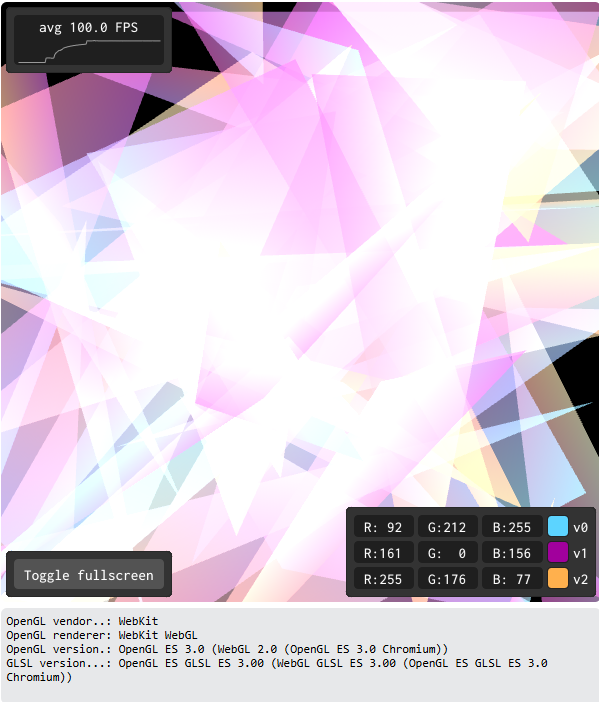 avg 100.0 FPS
R: 92 G:212 B:255 v0
R:161 G: 0 B:156 v1
R:255 G:176 B: 77 v2
Toggle fullscreen
OpenGL vendor..: WebKit
OpenGL renderer: WebKit WebGL
OpenGL version.: OpenGL ES 3.0 (WebGL 2.0 (OpenGL ES 3.0 Chromium))
GLSL version...: OpenGL ES GLSL ES 3.00 (WebGL GLSL ES 3.00 (OpenGL ES GLSL ES 3.0
Chromium))